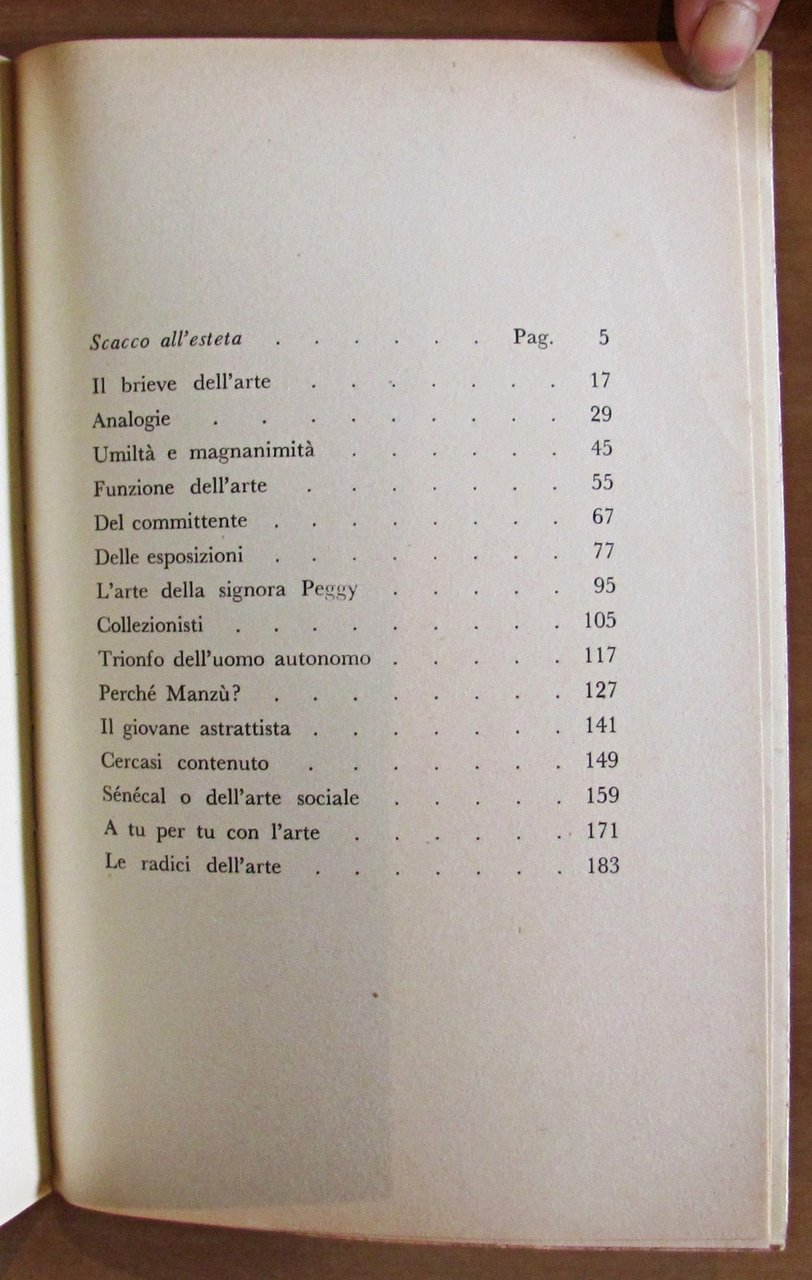 Scacco all'esteta . . . . . . Pag. 5
Il brieve dell'arte . . . . . . . 17
Analogie . . . . . . . . . 29
Umiltà e magnanimità . . . . . . 45
Funzione dell'arte . . . . . . . 55
Del committente . . . . . . . . 67
Delle esposizioni . . . . . . . . 77
L'arte della signora Peggy . . . . . 95
Collezionisti . . . . . . . . . 105
Trionfo dell'uomo autonomo . . . . . 117
Perché Manzù? . . . . . . . . 127
Il giovane astrattista . . . . . . . 141
Cercasi contenuto . . . . . . . 149
Sénécal o dell'arte sociale . . . . . 159
A tu per tu con l'arte . . . . . . 171
Le radici dell'arte . . . . . . . 183